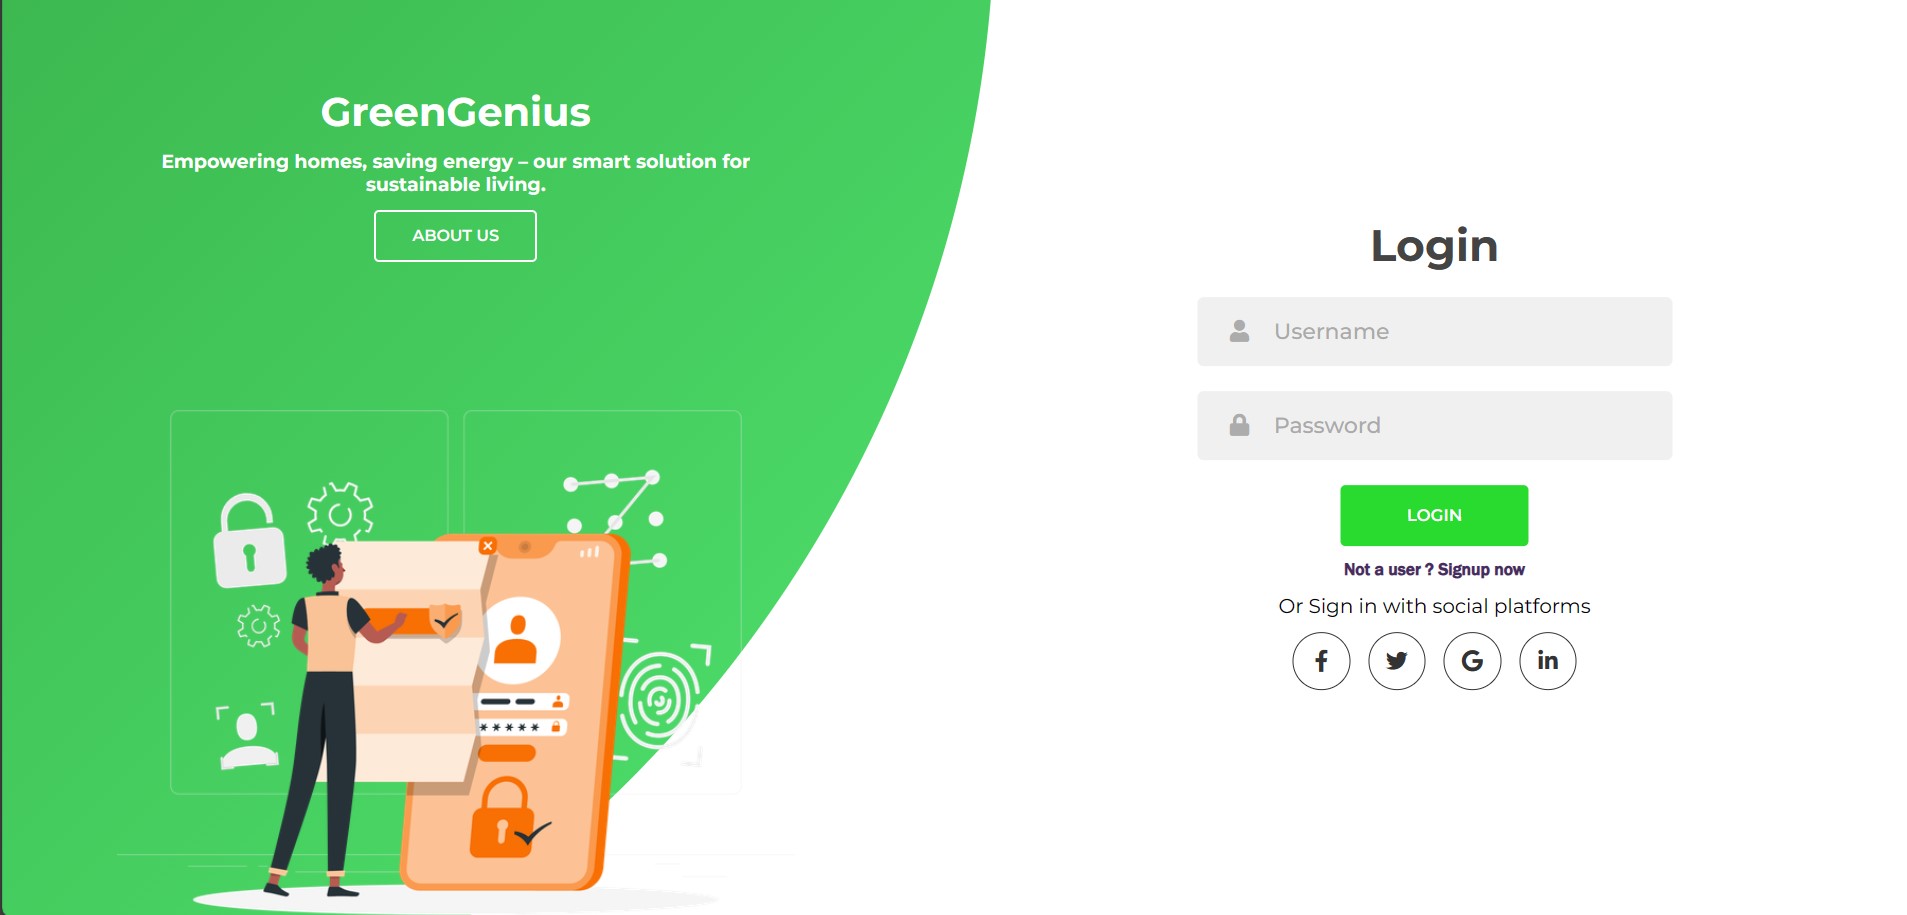 GreenGenius
Empowering homes, saving energy – our smart solution for
sustainable living.
ABOUT US
Login
Username
Password
LOGIN
Not a user ? Signup now
Or Sign in with social platforms